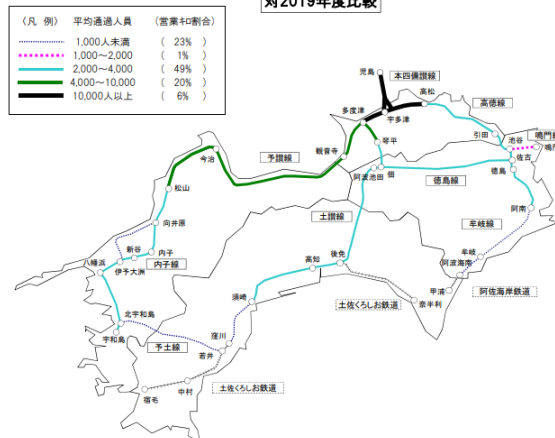 対2019年度比較
(凡 例) 平均通過人員 (営業キロ割合)
1,000人未満 ( 23% )
1,000~2,000 ( 1% )
2,000~4,000 ( 49% )
4,000~10,000 ( 20% )
10,000人以上 ( 6% )
児島
本四備讃線
高松
高徳線
多度津
宇多津
引田
池谷
鳴門線
鳴門
佐古
徳島
琴平
観音寺
予讃線
今治
阿波池田
佃
徳島線
松山
土讃線
阿南
牟岐線
向井原
新谷
内子
八幡浜
伊予大洲
内子線
高知
後免
牟岐
阿波海南
甲浦
阿佐海岸鉄道
土佐くろしお鉄道
奈半利
須崎
北宇和島
宇和島
予土線
窪川
若井
中村
土佐くろしお鉄道
宿毛